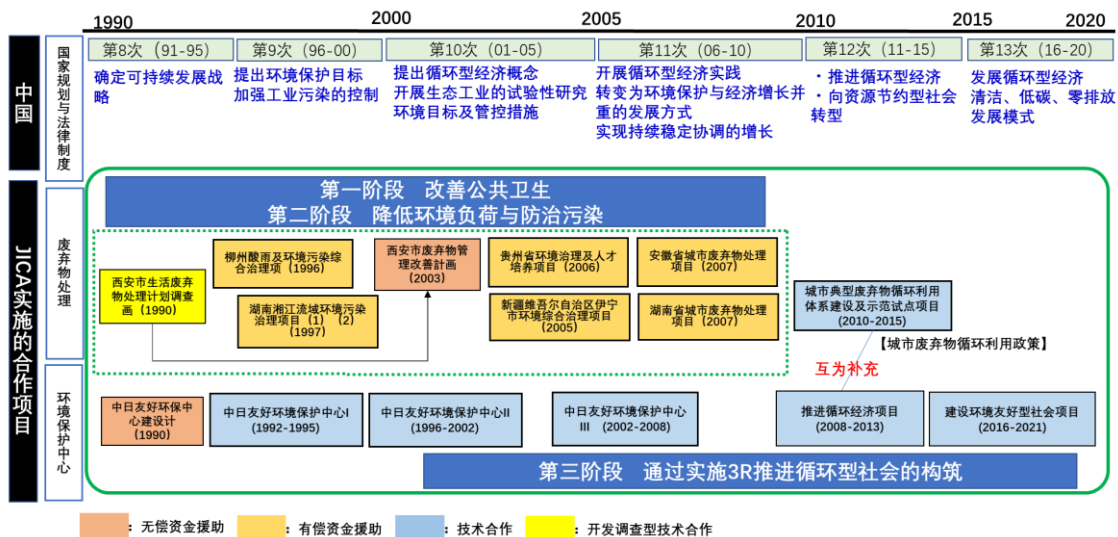 1990
2000
2005
2010
2015
2020
中国
国家规划与法律制度
第8次（91-95）
第9次（96-00）
第10次（01-05）
第11次（06-10）
第12次（11-15）
第13次（16-20）
确定可持续发展战
略
提出环境保护目标
加强工业污染的控制
提出循环型经济概念
开展生态工业的试验性研究
环境目标及管控措施
开展循环型经济实践
转变为环境保护与经济增长并
重的发展方式
实现持续稳定协调的增长
・推进循环型经济
・向资源节约型社会
转型
发展循环型经济
清洁、低碳、零排放
发展模式
JICA实施的合作项目
废弃物处理
第一阶段　改善公共卫生
第二阶段　降低环境负荷与防治污染
西安市生活废弃
物处理计划调查
画（1990）
柳州酸雨及环境污染综
合治理项（1996）
湖南湘江流域环境污染
治理项目（1）（2）
（1997）
西安市废弃物管
理改善計画
（2003）
贵州省环境治理及人才
培养项目（2006）
新疆维吾尔自治区伊宁
市环境综合治理项目
（2005）
安徽省城市废弃物处理
项目（2007）
湖南省城市废弃物处理
项目（2007）
城市典型废弃物循环利用
体系建设及示范试点项目
（2010-2015）
【城市废弃物循环利用政策】
互为补充
环境保护中心
中日友好环保中
心建设计
（1990）
中日友好环境保护中心I
（1992-1995）
中日友好环境保护中心II
（1996-2002）
中日友好环境保护中心
III （2002-2008）
推进循环经济项目
（2008-2013）
建设环境友好型社会项目
（2016-2021）
第三阶段　通过实施3R推进循环型社会的构筑
：无偿资金援助
：有偿资金援助
：技术合作
：开发调查型技术合作